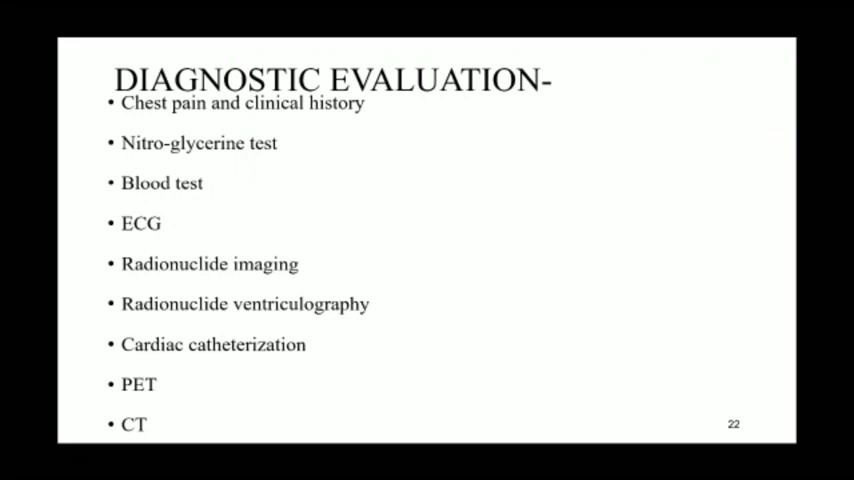 DIAGNOSTIC EVALUATION-
• Chest pain and clinical history
• Nitro-glycerine test
• Blood test
• ECG
• Radionuclide imaging
• Radionuclide ventriculography
• Cardiac catheterization
• PET
• CT
22